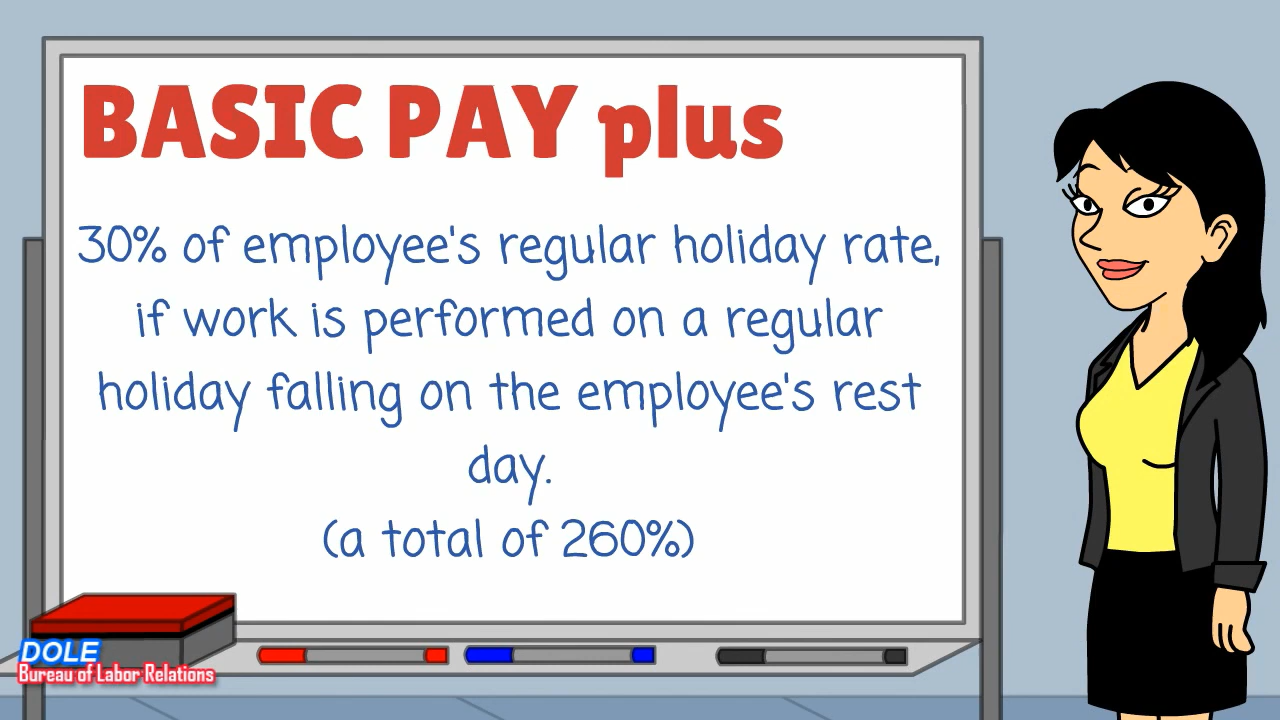 BASIC PAY plus
30% of employee's regular holiday rate,
if work is performed on a regular
holiday falling on the employee's rest
day.
(a total of 260%)
DOLE
Bureau of Labor Relations